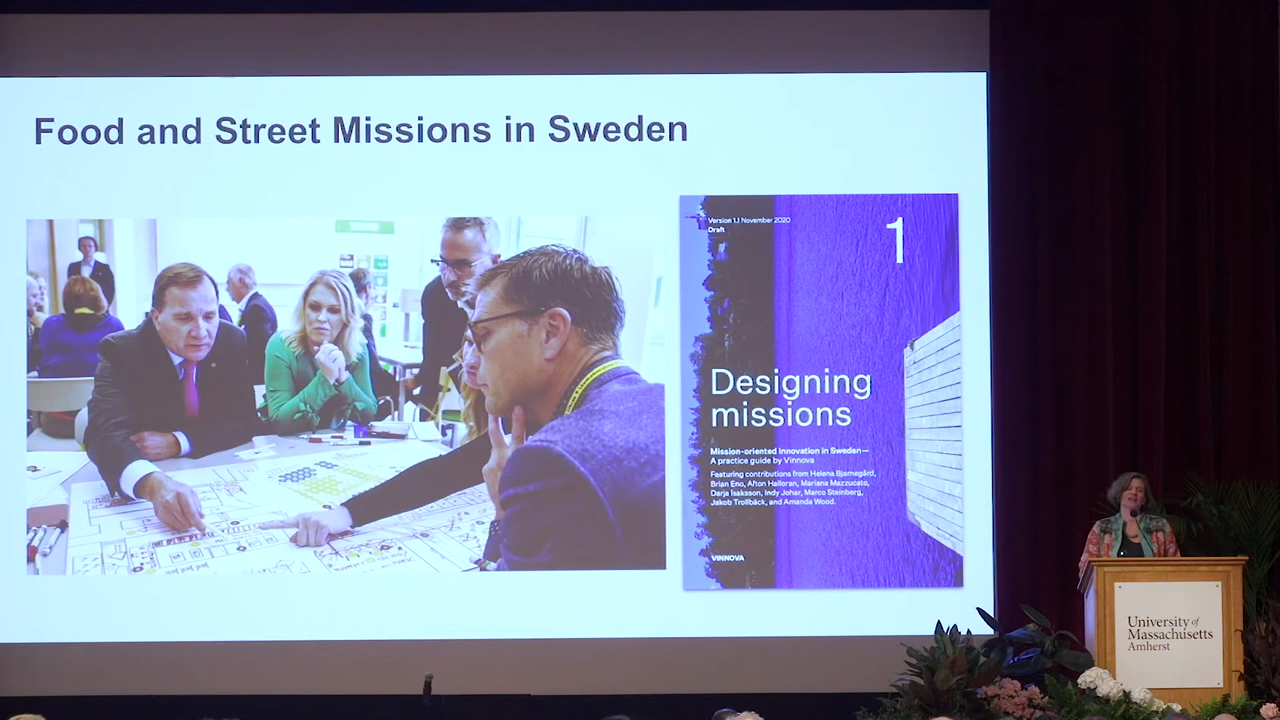 Food and Street Missions in Sweden
Version 1.1 November 2020
Draft
1
Designing
missions
Mission-oriented innovation in Sweden—
A practice guide by Vinnova
Featuring contributions from Helena Bjarnegård,
Brian Eno, Afton Halloran, Mariana Mazzucato,
Darja Isaksson, Indy Johar, Marco Steinberg,
Jakob Trollbäck, and Amanda Wood.
VINNOVA
University of
Massachusetts
Amherst